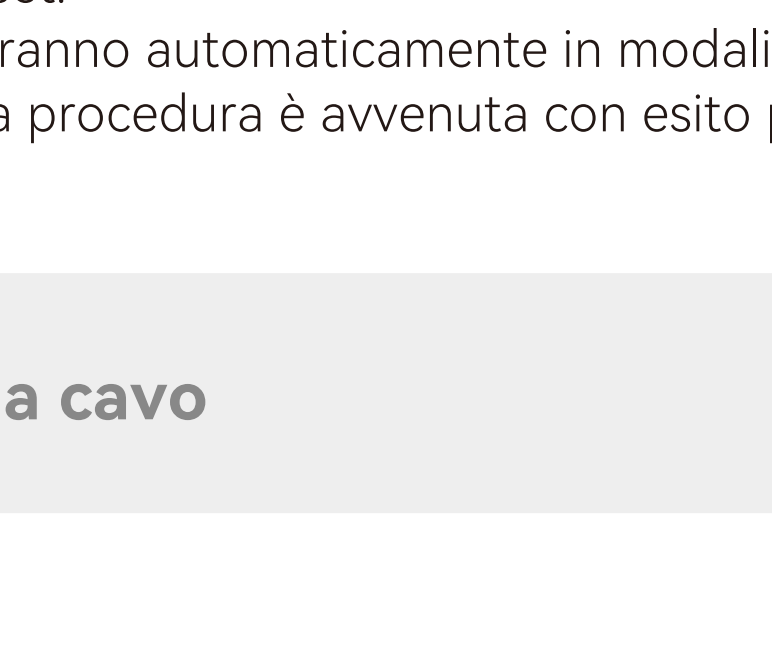 ranno automaticamente in modali
a procedura è avvenuta con esito
a cavo